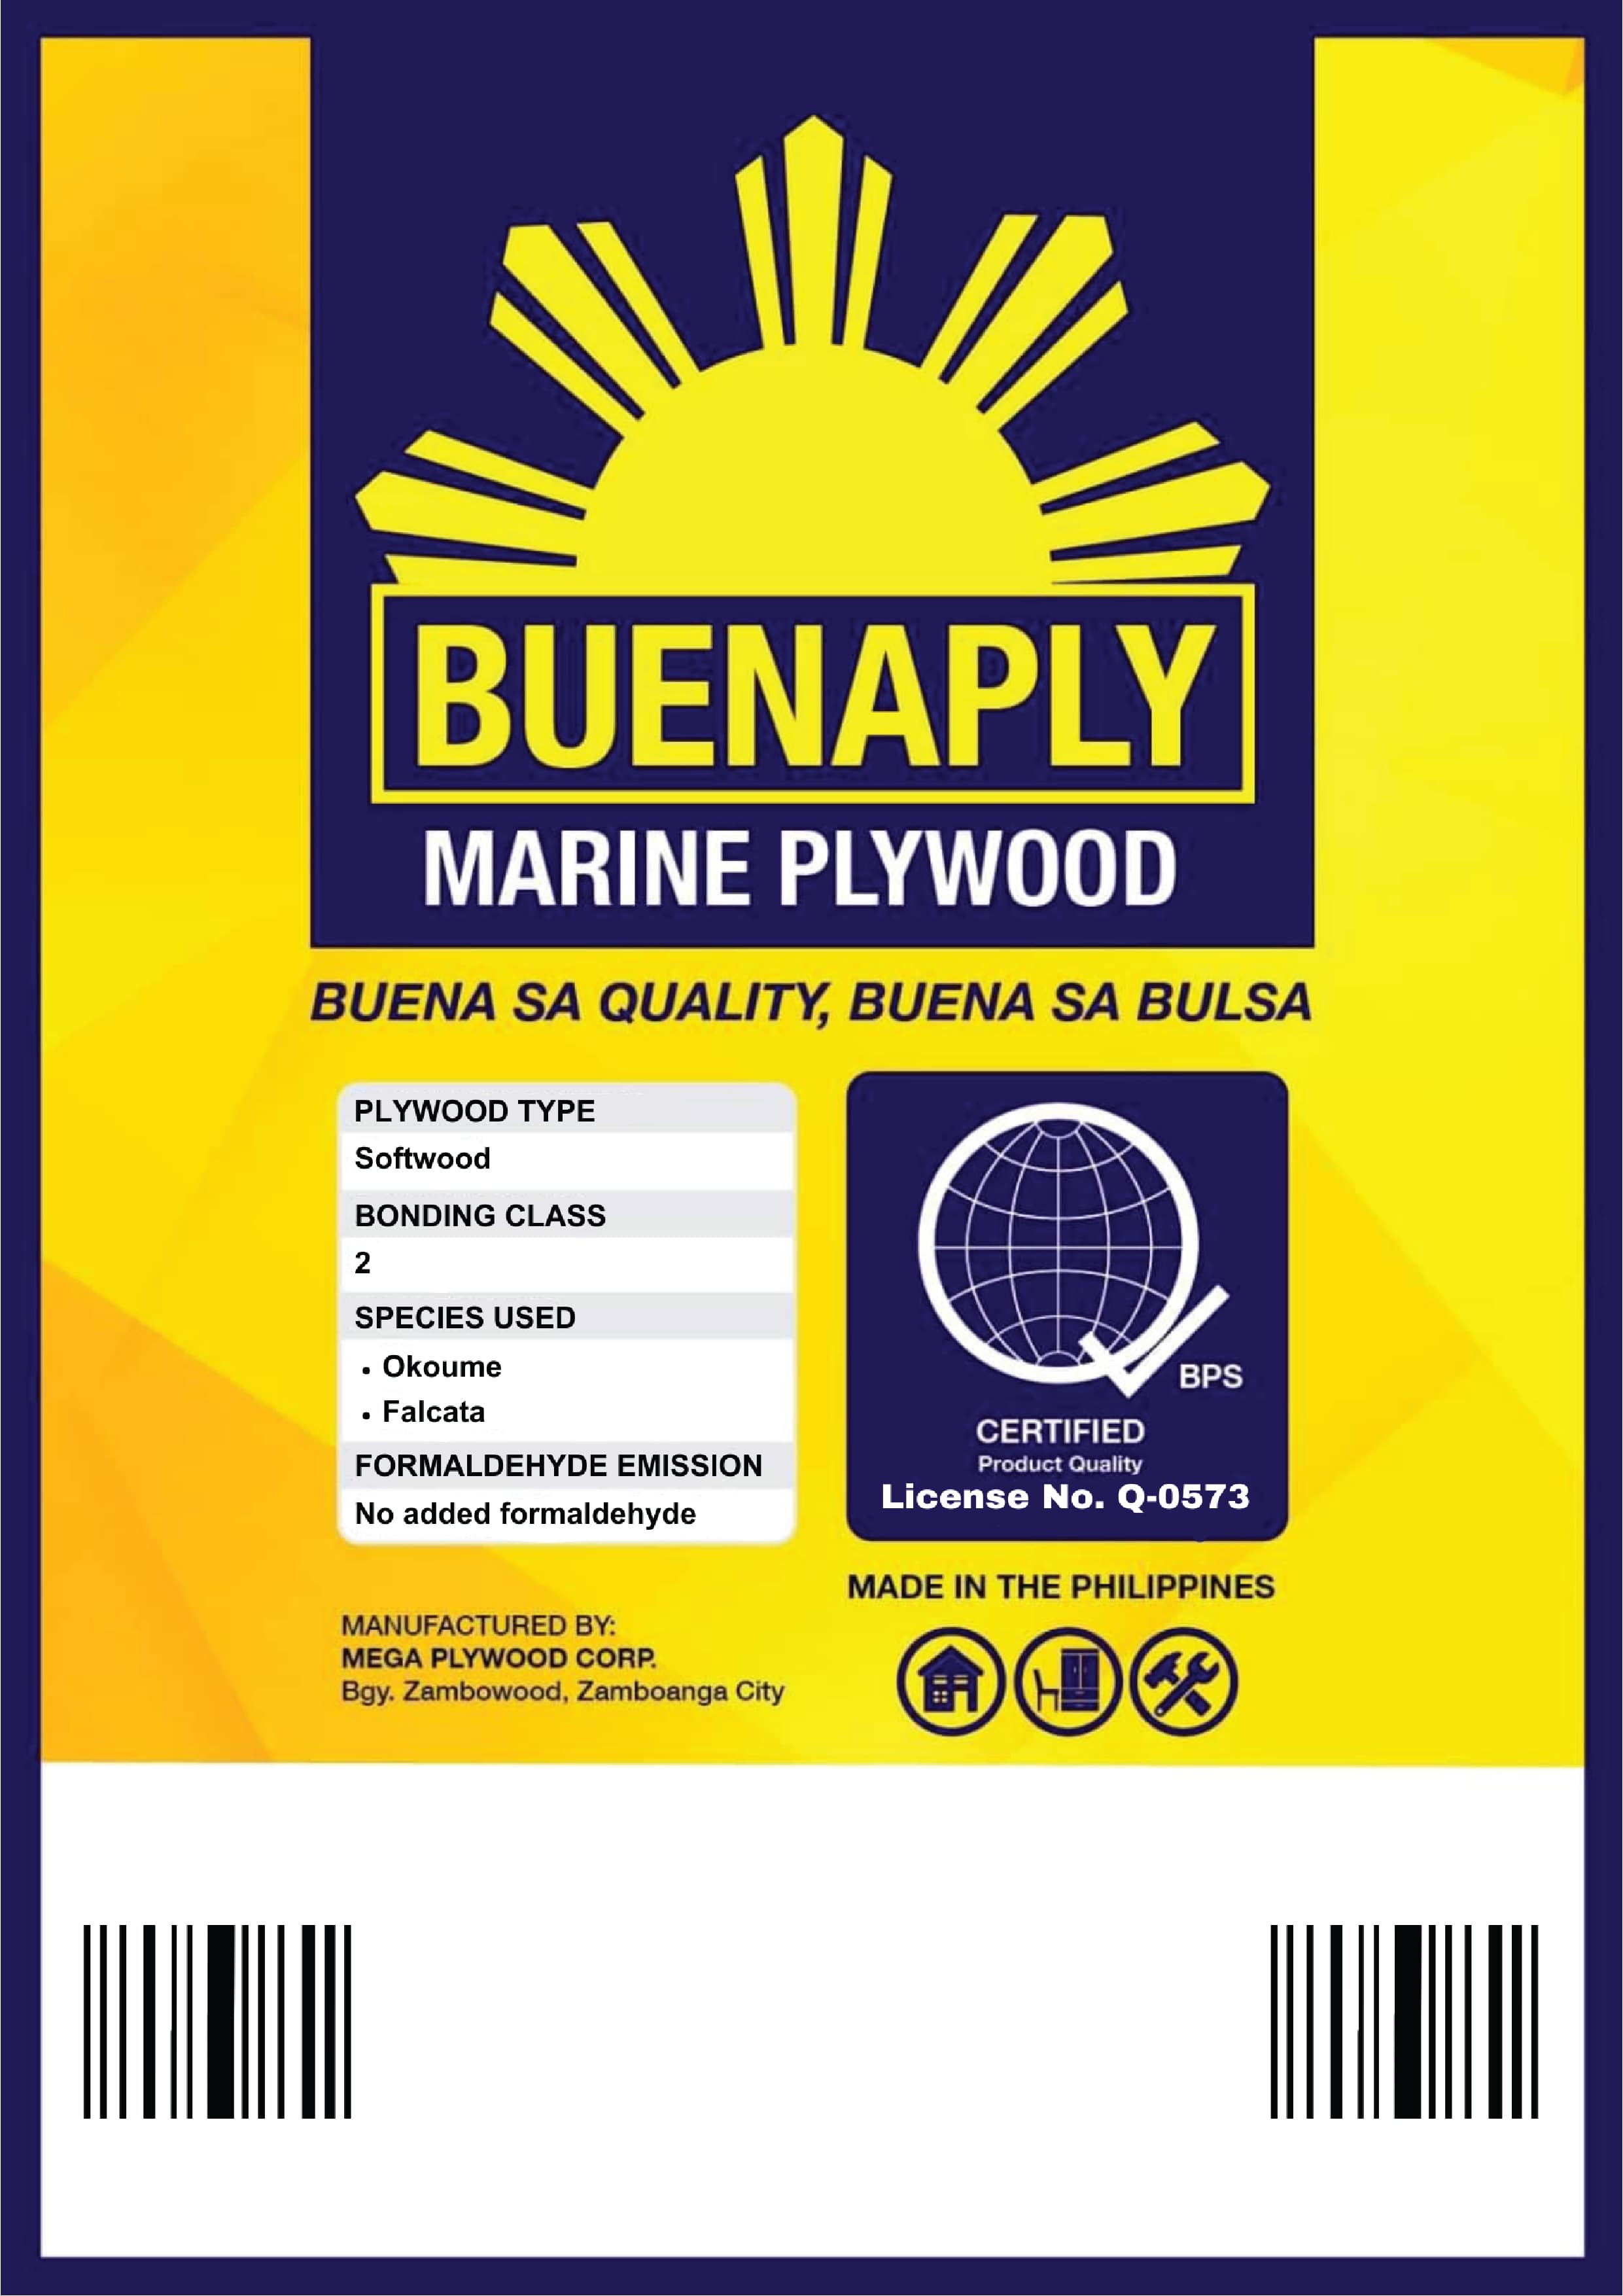 BUENAPLY
MARINE PLYWOOD
BUENA SA QUALITY, BUENA SA BULSA
PLYWOOD TYPE
Softwood
BONDING CLASS
2
SPECIES USED
• Okoume
• Falcata
FORMALDEHYDE EMISSION
No added formaldehyde
BPS
CERTIFIED
Product Quality
License No. Q-0573
MADE IN THE PHILIPPINES
MANUFACTURED BY:
MEGA PLYWOOD CORP.
Bgy. Zambowood, Zamboanga City